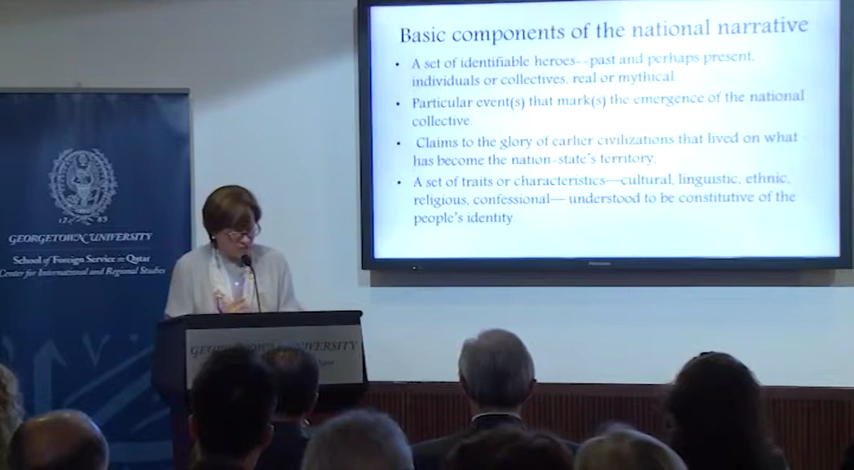 Basic components of the national narrative
• A set of identifiable heroes--past and perhaps present,
individuals or collectives, real or mythical.
• Particular event(s) that mark(s) the emergence of the national
collective.
• Claims to the glory of earlier civilizations that lived on what
has become the nation-state's territory.
• A set of traits or characteristics—cultural, linguistic, ethnic,
religious, confessional— understood to be constitutive of the
people's identity.
17 89
GEORGETOWN UNIVERSITY
School of Foreign Service in Qatar
Center for International and Regional Studies
GEORGETOWN UNIVERSITY